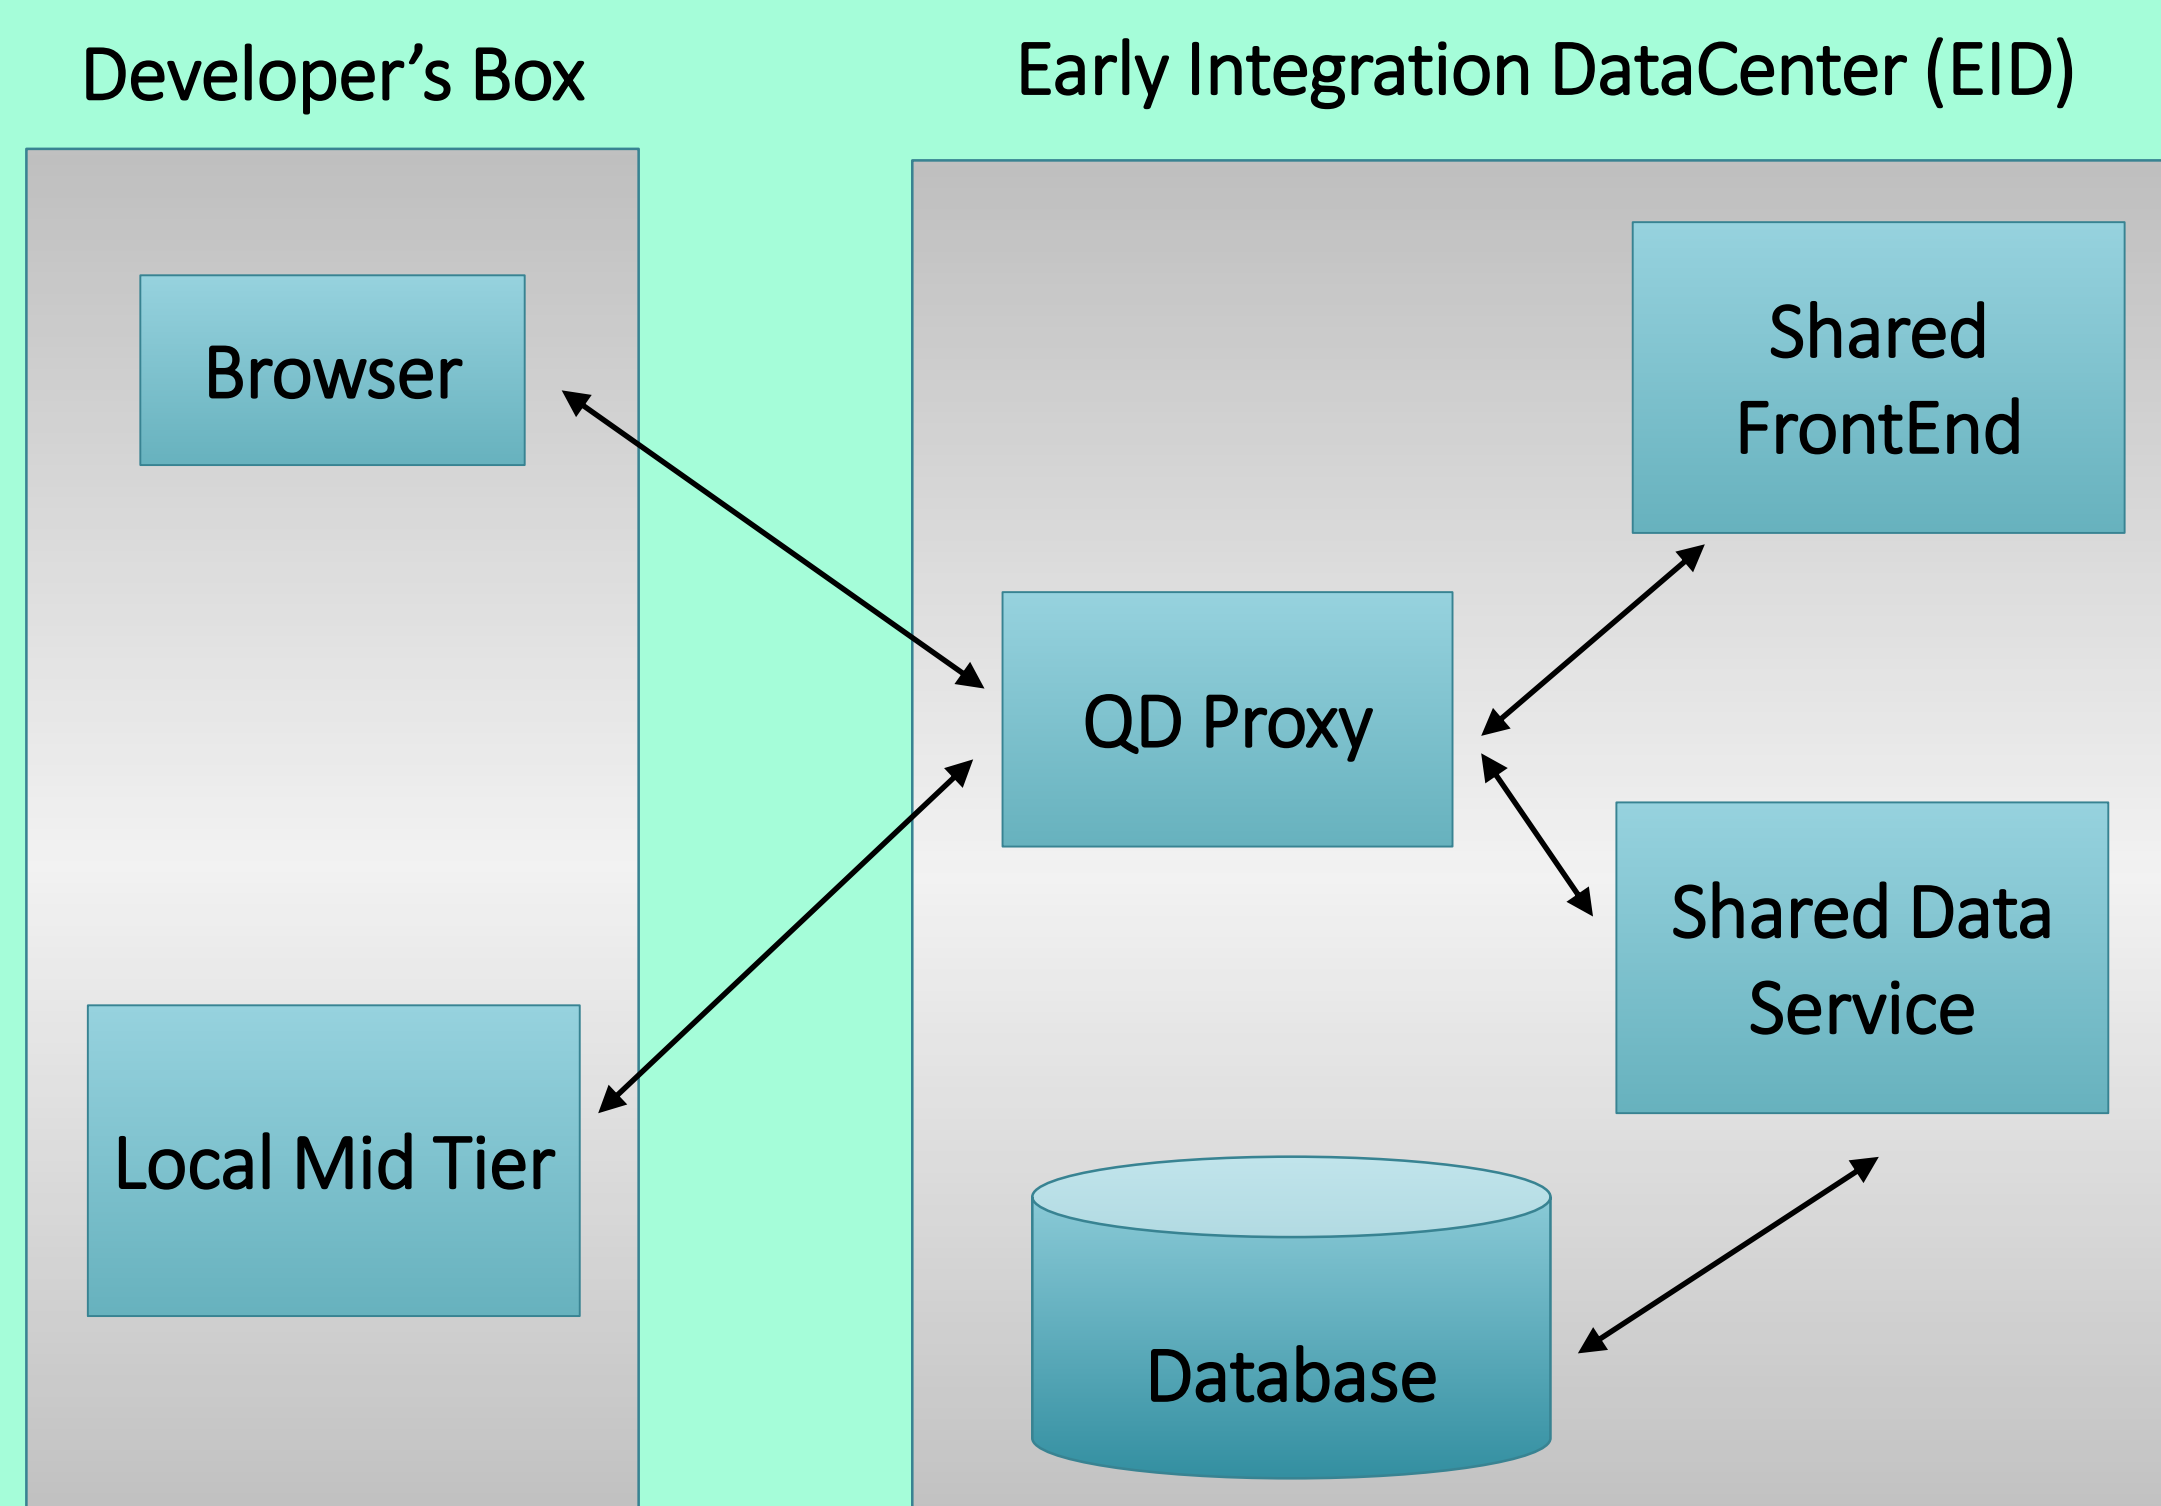 Developer’s Box
Early Integration DataCenter (EID)
Browser
Shared
FrontEnd
QD Proxy
Shared Data
Service
Local Mid Tier
Database